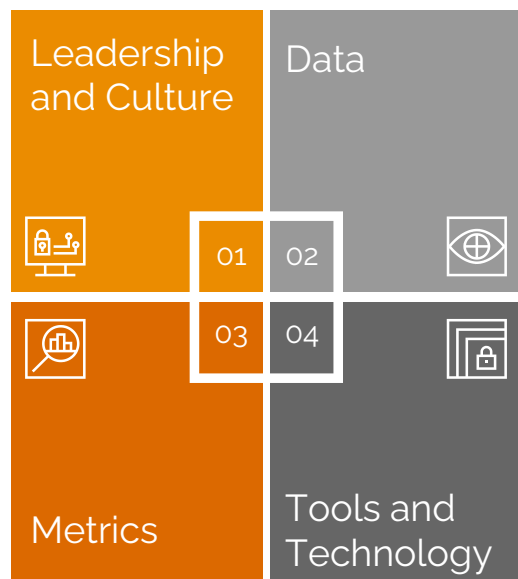 Leadership
and Culture
01
Data
02
03
Metrics
04
Tools and
Technology